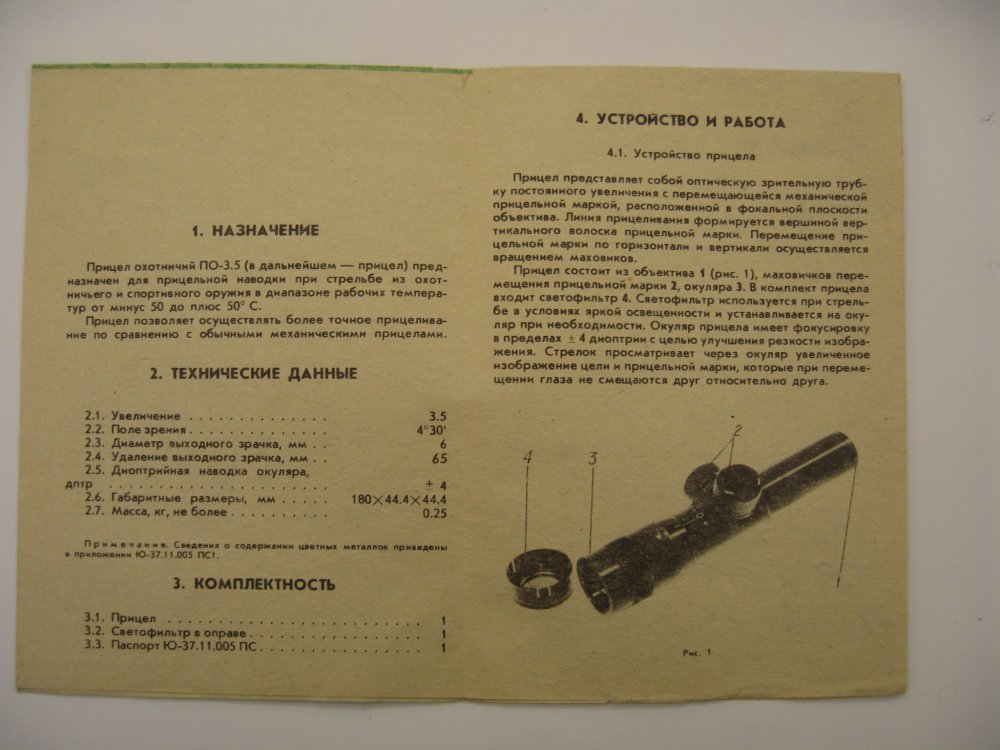 1. НАЗНАЧЕНИЕ
Прицел охотничий ПО-3.5 (в дальнейшем — прицел) пред-
назначен для прицельной наводки при стрельбе из охот-
ничьего и спортивного оружия в диапазоне рабочих темпера-
тур от минус 50 до плюс 50° С.
Прицел позволяет осуществлять более точное прицелива-
ние по сравнению с обычными механическими прицелами.
2. ТЕХНИЧЕСКИЕ ДАННЫЕ
2.1. Увеличение . . . . . . . . . . . . . . 3.5
2.2. Поле зрения . . . . . . . . . . . . . . 4°30'
2.3. Диаметр выходного зрачка, мм . . 6
2.4. Удаление выходного зрачка, мм . . 65
2.5. Диоптрийная наводка окуляра,
дптр . . . . . . . . . . . . . . . . . . . . ± 4
2.6. Габаритные размеры, мм . . . . . 180×44.4×44.4
2.7. Масса, кг, не более . . . . . . . . . . 0.25
Примечание. Сведения о содержании цветных металлов приведены
в приложении Ю-37.11.005 ПС1.
3. КОМПЛЕКТНОСТЬ
3.1. Прицел . . . . . . . . . . . . . . . . . . . . . . . 1
3.2. Светофильтр в оправе . . . . . . . . . . . . . . . 1
3.3. Паспорт Ю-37.11.005 ПС . . . . . . . . . . . . . . 1
4. УСТРОЙСТВО И РАБОТА
4.1. Устройство прицела
Прицел представляет собой оптическую зрительную труб-
ку постоянного увеличения с перемещающейся механической
прицельной маркой, расположенной в фокальной плоскости
объектива. Линия прицеливания формируется вершиной вер-
тикального волоска прицельной марки. Перемещение при-
цельной марки по горизонтали и вертикали осуществляется
вращением маховиков.
Прицел состоит из объектива 1 (рис. 1), маховичков пере-
мещения прицельной марки 2, окуляра 3. В комплект прицела
входит светофильтр 4. Светофильтр используется при стрель-
бе в условиях яркой освещенности и устанавливается на оку-
ляр при необходимости. Окуляр прицела имеет фокусировку
в пределах ± 4 диоптрии с целью улучшения резкости изобра-
жения. Стрелок просматривает через окуляр увеличенное
изображение цели и прицельной марки, которые при переме-
щении глаза не смещаются друг относительно друга.
2
4
3
1
Рис. 1